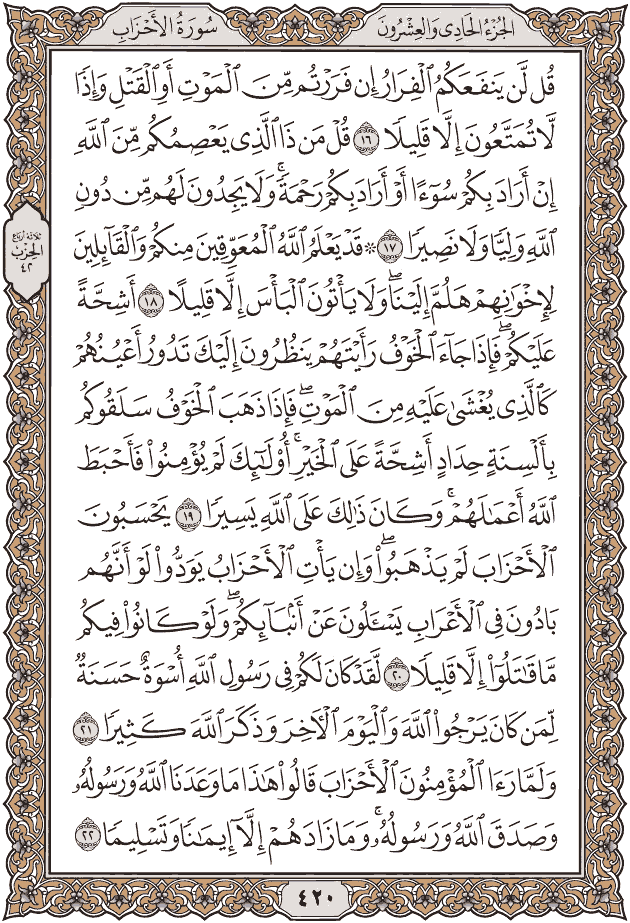 الجُزْءُ الحَادِى وَالعِشْرُونَ
سُورَةُ الأَحْزَابِ
قُل لَّن يَنفَعَكُمُ ٱلْفِرَارُ إِن فَرَرْتُم مِّنَ ٱلْمَوْتِ أَوِ ٱلْقَتْلِ وَإِذًا
لَّا تُمَتَّعُونَ إِلَّا قَلِيلًا ١٦ قُلْ مَن ذَا ٱلَّذِى يَعْصِمُكُم مِّنَ ٱللَّهِ
إِنْ أَرَادَ بِكُمْ سُوٓءًا أَوْ أَرَادَ بِكُمْ رَحْمَةً ۚ وَلَا يَجِدُونَ لَهُم مِّن دُونِ
ٱللَّهِ وَلِيًّا وَلَا نَصِيرًا ١٧ ۞ قَدْ يَعْلَمُ ٱللَّهُ ٱلْمُعَوِّقِينَ مِنكُمْ وَٱلْقَآئِلِينَ
لِإِخْوَٰنِهِمْ هَلُمَّ إِلَيْنَا ۖ وَلَا يَأْتُونَ ٱلْبَأْسَ إِلَّا قَلِيلًا ١٨ أَشِحَّةً
عَلَيْكُمْ ۖ فَإِذَا جَآءَ ٱلْخَوْفُ رَأَيْتَهُمْ يَنظُرُونَ إِلَيْكَ تَدُورُ أَعْيُنُهُمْ
كَٱلَّذِى يُغْشَىٰ عَلَيْهِ مِنَ ٱلْمَوْتِ ۖ فَإِذَا ذَهَبَ ٱلْخَوْفُ سَلَقُوكُم
بِأَلْسِنَةٍ حِدَادٍ أَشِحَّةً عَلَى ٱلْخَيْرِ ۚ أُو۟لَـٰٓئِكَ لَمْ يُؤْمِنُوا۟ فَأَحْبَطَ
ٱللَّهُ أَعْمَـٰلَهُمْ ۚ وَكَانَ ذَٰلِكَ عَلَى ٱللَّهِ يَسِيرًا ١٩ يَحْسَبُونَ
ٱلْأَحْزَابَ لَمْ يَذْهَبُوا۟ ۖ وَإِن يَأْتِ ٱلْأَحْزَابُ يَوَدُّوا۟ لَوْ أَنَّهُم
بَادُونَ فِى ٱلْأَعْرَابِ يَسْـَٔلُونَ عَنْ أَنۢبَآئِكُمْ ۖ وَلَوْ كَانُوا۟ فِيكُم
مَّا قَـٰتَلُوٓا۟ إِلَّا قَلِيلًا ٢٠ لَّقَدْ كَانَ لَكُمْ فِى رَسُولِ ٱللَّهِ أُسْوَةٌ حَسَنَةٌ
لِّمَن كَانَ يَرْجُوا۟ ٱللَّهَ وَٱلْيَوْمَ ٱلْـَٔاخِرَ وَذَكَرَ ٱللَّهَ كَثِيرًا ٢١
وَلَمَّا رَءَا ٱلْمُؤْمِنُونَ ٱلْأَحْزَابَ قَالُوا۟ هَـٰذَا مَا وَعَدَنَا ٱللَّهُ وَرَسُولُهُۥ
وَصَدَقَ ٱللَّهُ وَرَسُولُهُۥ ۚ وَمَا زَادَهُمْ إِلَّآ إِيمَـٰنًا وَتَسْلِيمًا ٢٢
ثلاثة أرباع
الحِزْب
٤٢
٤٢٠